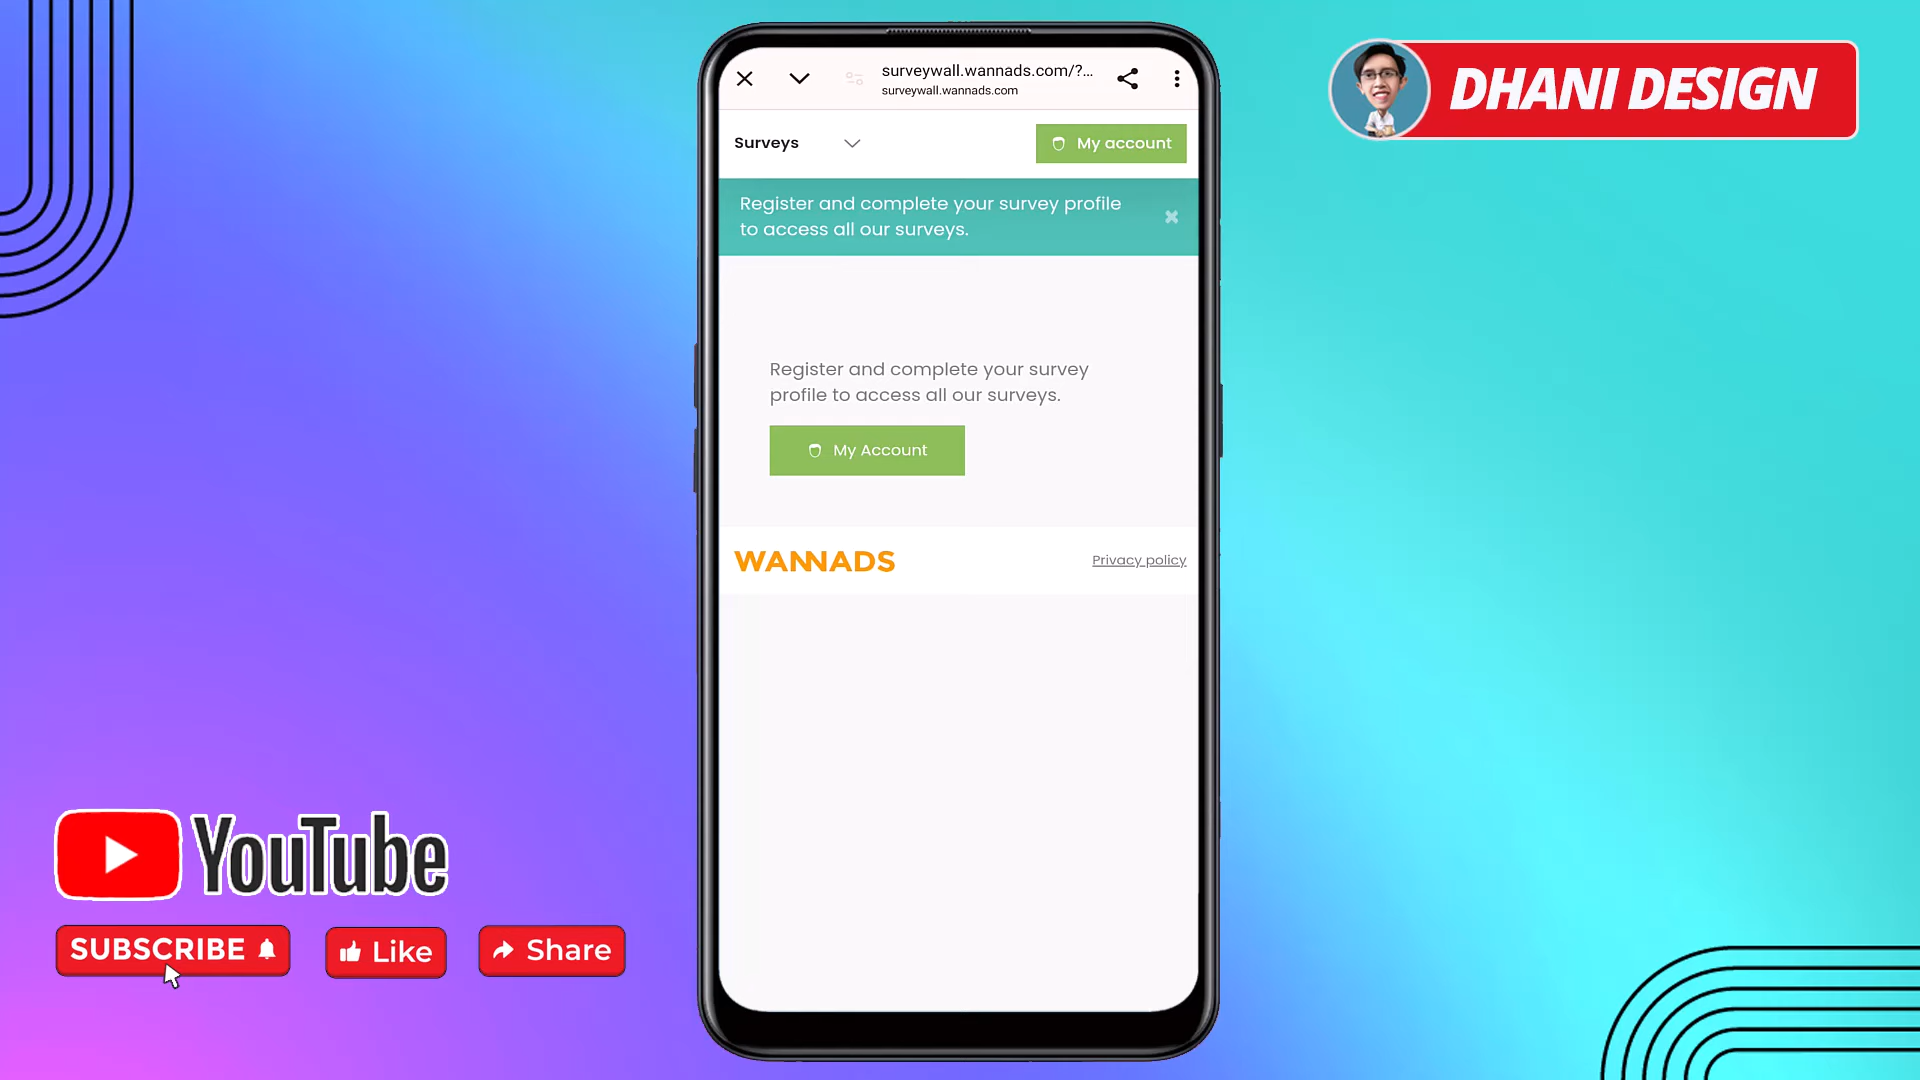 surveywall.wannads.com/?...
surveywall.wannads.com
DHANI DESIGN
Surveys
My account
Register and complete your survey profile
to access all our surveys.
Register and complete your survey
profile to access all our surveys.
My Account
WANNADS
Privacy policy
YouTube
SUBSCRIBE
Like
Share